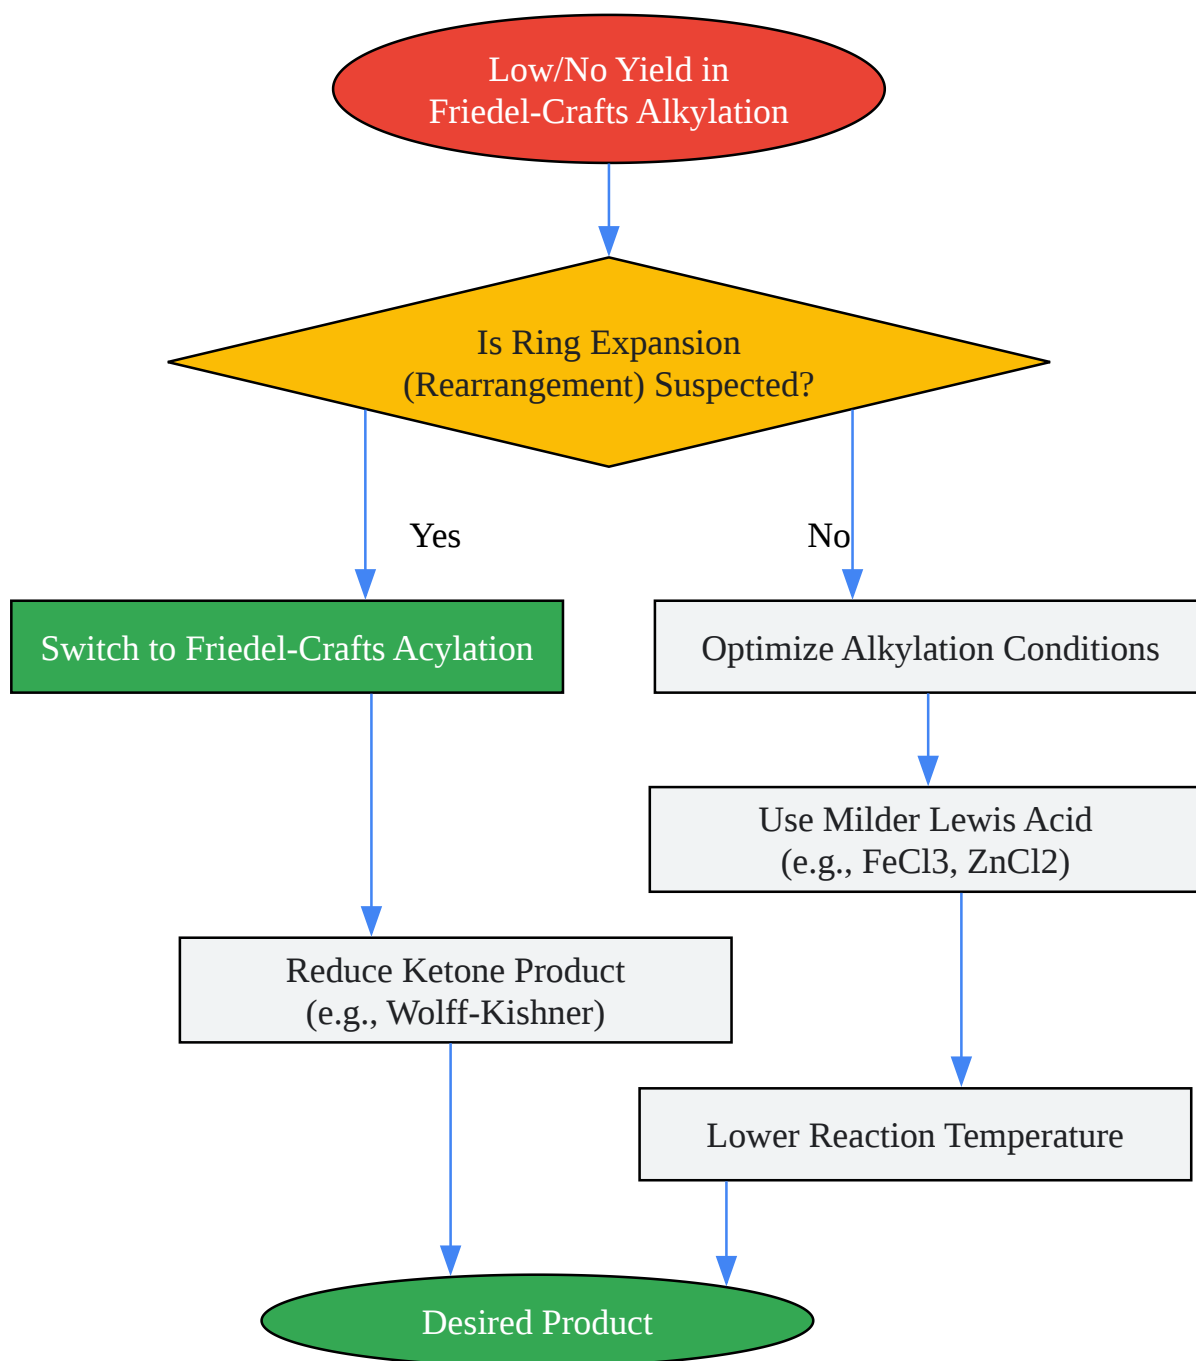 Low/No Yield in
Friedel-Crafts Alkylation
Is Ring Expansion
(Rearrangement) Suspected?
Yes
No
Switch to Friedel-Crafts Acylation
Optimize Alkylation Conditions
Use Milder Lewis Acid
(e.g., FeCl3, ZnCl2)
Reduce Ketone Product
(e.g., Wolff-Kishner)
Lower Reaction Temperature
Desired Product